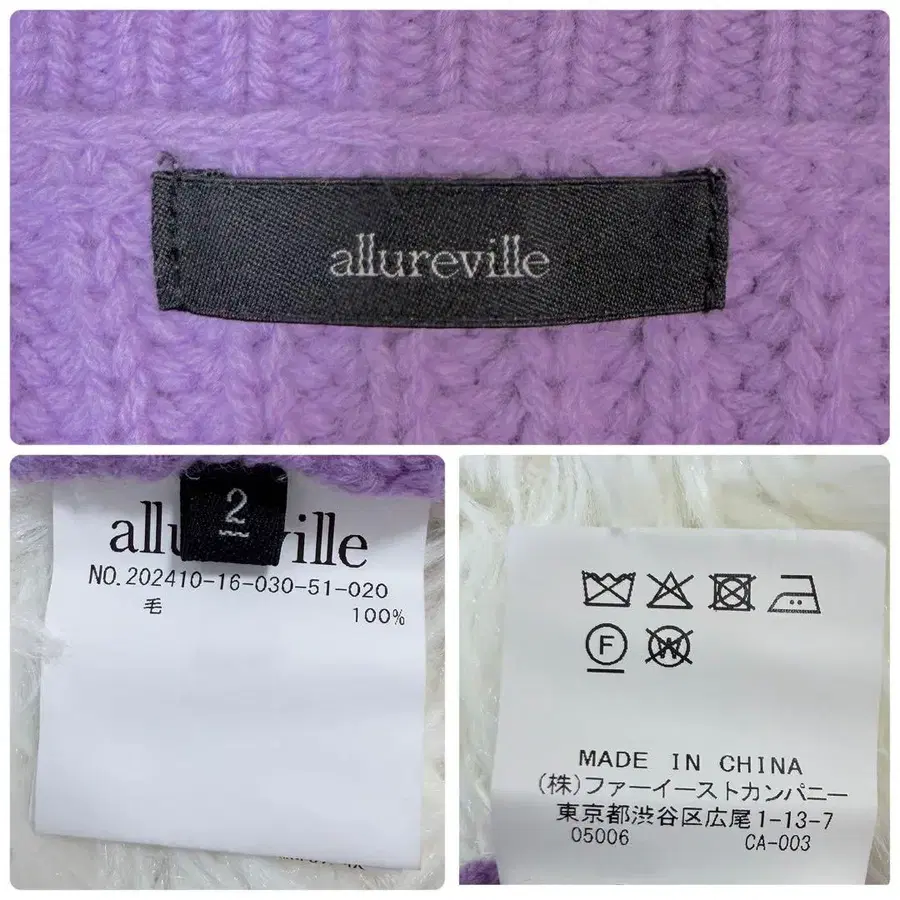 allureville
2
allureville
NO.202410-16-030-51-020
毛 100%
F
W
MADE IN CHINA
(株)ファーイーストカンパニー
東京都渋谷区広尾1-13-7
05006 CA-003